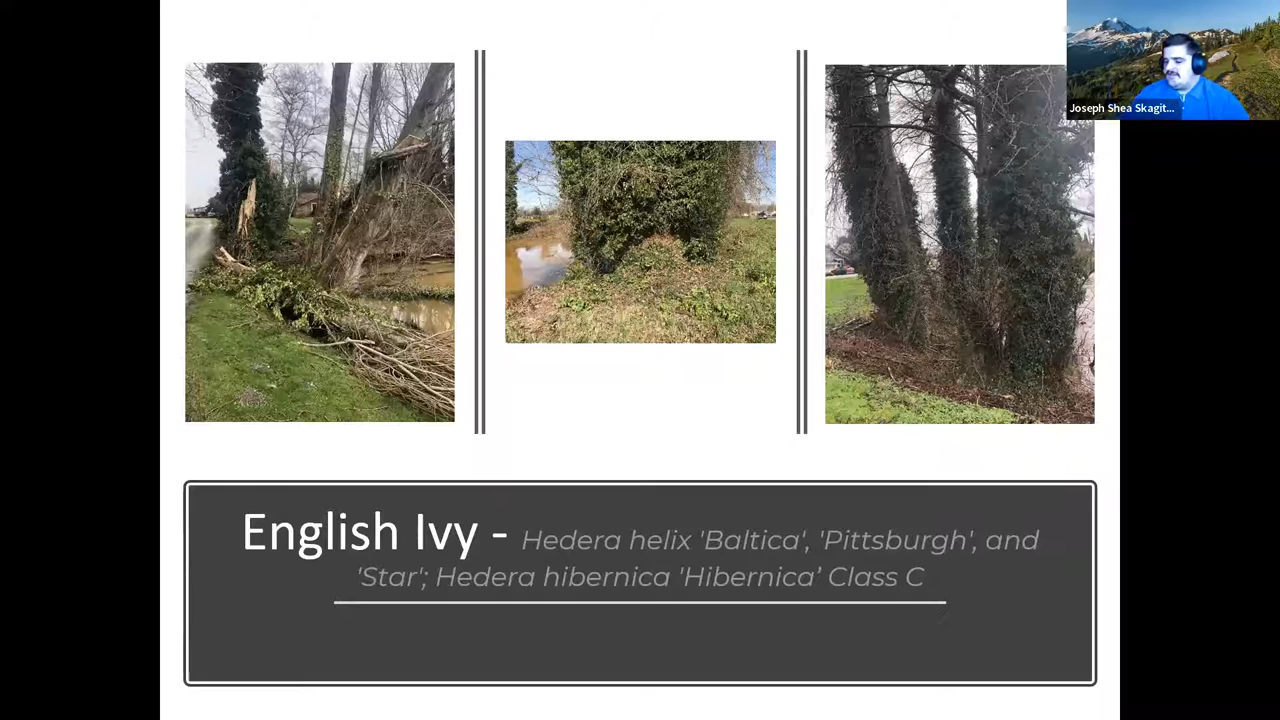 Joseph Shea Skagit...
English Ivy - Hedera helix 'Baltica', 'Pittsburgh', and
'Star'; Hedera hibernica 'Hibernica’ Class C